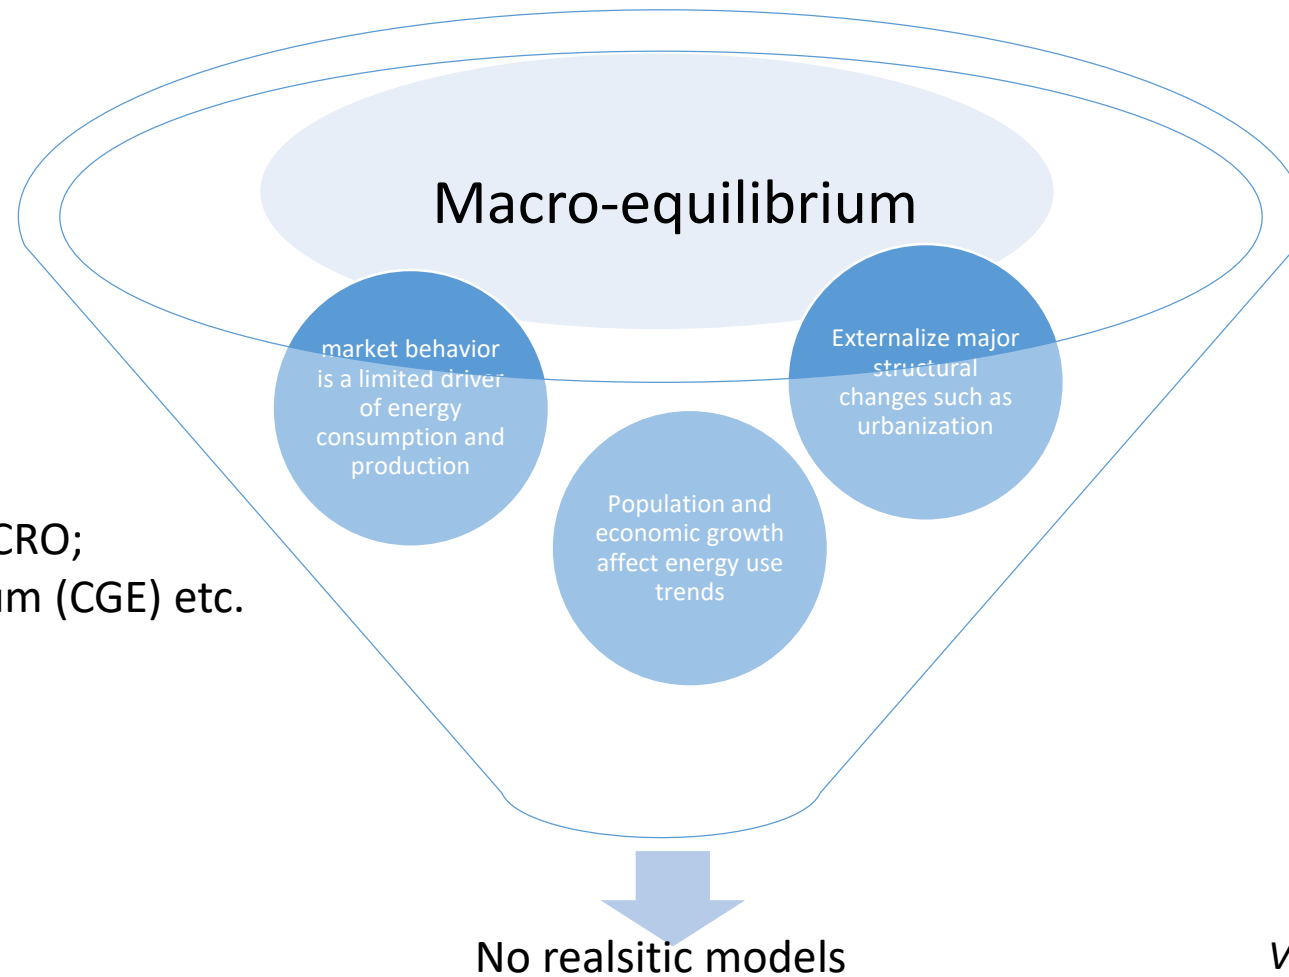 Macro-equilibrium
market behavior
is a limited driver
of energy
consumption and
production
Externalize major
structural
changes such as
urbanization
Population and
economic growth
affect energy use
trends
CRO;
um (CGE) etc.
No realsitic models
V